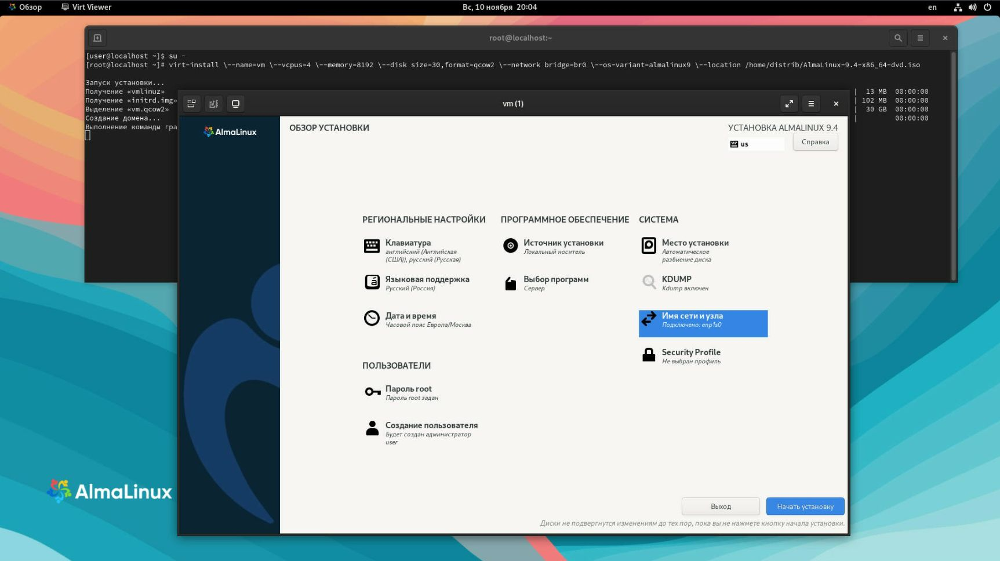 Обзор
Virt Viewer
Вс, 10 ноября 20:04
en
root@localhost:~
[user@localhost ~]$ su -
[root@localhost ~]# virt-install \--name=vm \--vcpus=4 \--memory=8192 \--disk size=30,format=qcow2 \--network bridge=br0 \--os-variant=almalinux9 \--location /home/distrib/AlmaLinux-9.4-x86_64-dvd.iso
Запуск установки...
Получение «vmlinuz» | 13 MB 00:00:00
Получение «initrd.img» | 102 MB 00:00:00
Выделение «vm.qcow2» | 30 GB 00:00:00
Создание домена... | 00:00:00
Выполнение команды гра
vm (1)
AlmaLinux
ОБЗОР УСТАНОВКИ
УСТАНОВКА ALMALINUX 9.4
us
Справка
РЕГИОНАЛЬНЫЕ НАСТРОЙКИ
Клавиатура
английский (Английская
(США)), русский (Русская)
Языковая поддержка
Русский (Россия)
Дата и время
Часовой пояс Европа/Москва
ПРОГРАММНОЕ ОБЕСПЕЧЕНИЕ
Источник установки
Локальный носитель
Выбор программ
Сервер
СИСТЕМА
Место установки
Автоматическое
разбиение диска
KDUMP
Kdump включен
Имя сети и узла
Подключено: enp1s0
Security Profile
Не выбран профиль
ПОЛЬЗОВАТЕЛИ
Пароль root
Пароль root задан
Создание пользователя
Будет создан администратор
user
Выход
Начать установку
Диски не подвергнутся изменениям до тех пор, пока вы не нажмете кнопку начала установки.
AlmaLinux